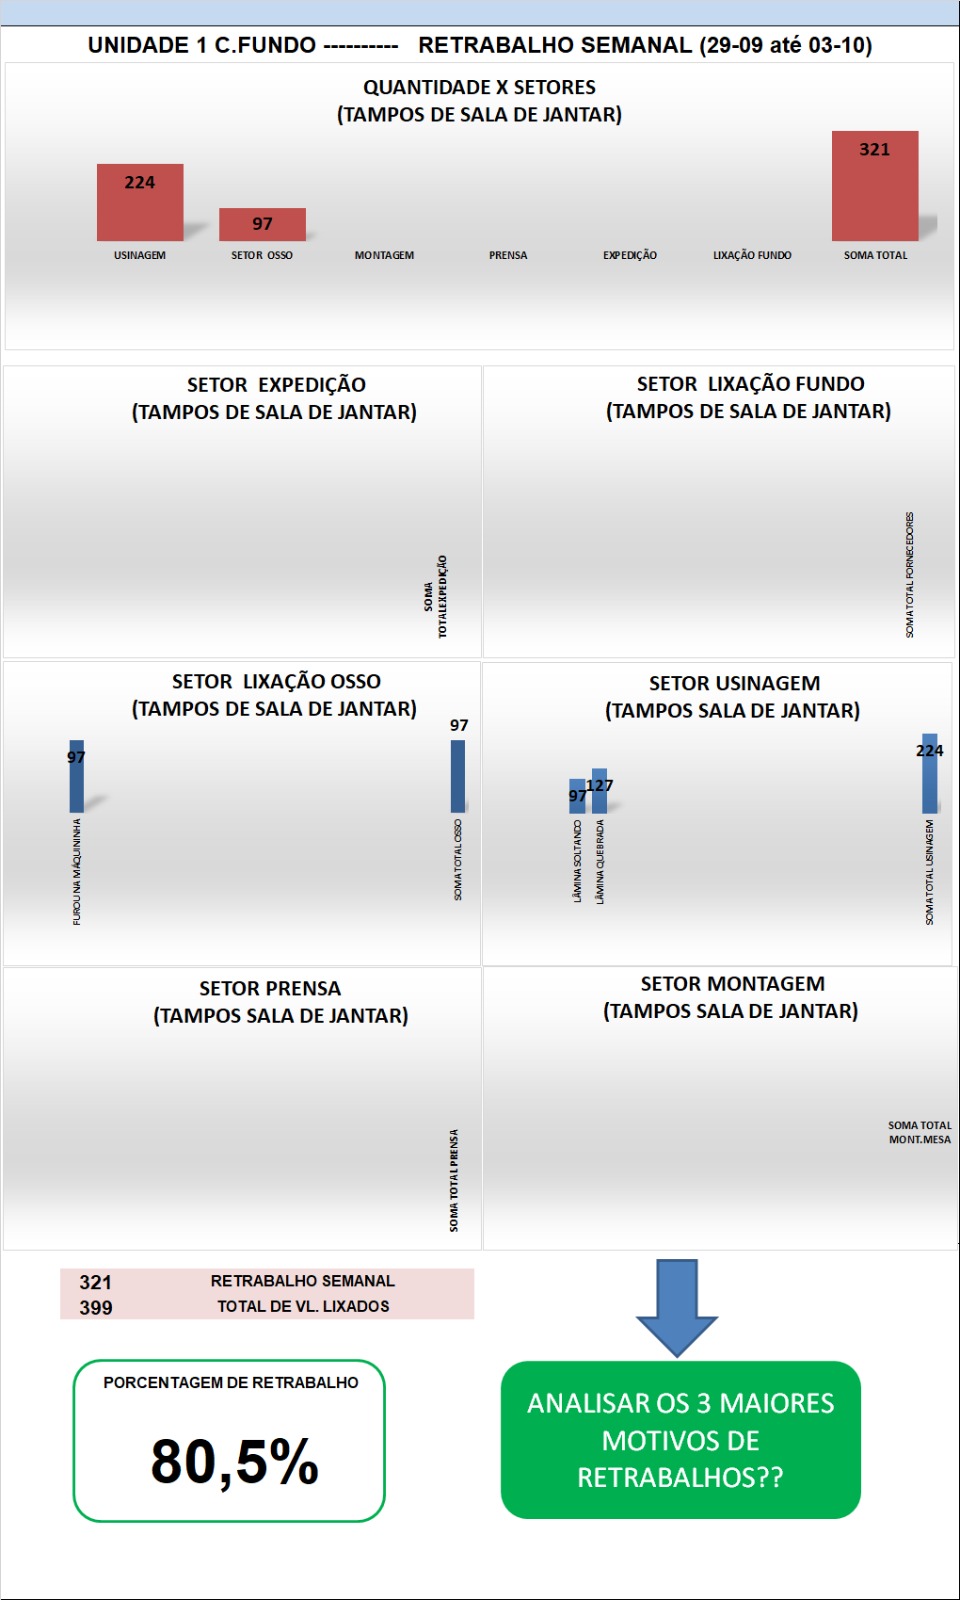 UNIDADE 1 C.FUNDO ---------- RETRABALHO SEMANAL (29-09 até 03-10)
QUANTIDADE X SETORES
(TAMPOS DE SALA DE JANTAR)
224
97
321
USINAGEM
SETOR OSSO
MONTAGEM
PRENSA
EXPEDIÇÃO
LIXAÇÃO FUNDO
SOMA TOTAL
SETOR EXPEDIÇÃO
(TAMPOS DE SALA DE JANTAR)
SOMA
TOTALEXPEDIÇÃO
SETOR LIXAÇÃO FUNDO
(TAMPOS DE SALA DE JANTAR)
SOMA TOTAL FORNECEDORES
SETOR LIXAÇÃO OSSO
(TAMPOS DE SALA DE JANTAR)
97
97
FUROU NA MÁQUININHA
SOMA TOTAL OSSO
SETOR USINAGEM
(TAMPOS SALA DE JANTAR)
97
127
224
LÂMINA SOLTANDO
LÂMINA QUEBRADA
SOMA TOTAL USINAGEM
SETOR PRENSA
(TAMPOS SALA DE JANTAR)
SOMA TOTAL PRENSA
SETOR MONTAGEM
(TAMPOS SALA DE JANTAR)
SOMA TOTAL
MONT.MESA
321 RETRABALHO SEMANAL
399 TOTAL DE VL. LIXADOS
PORCENTAGEM DE RETRABALHO
80,5%
ANALISAR OS 3 MAIORES
MOTIVOS DE
RETRABALHOS??